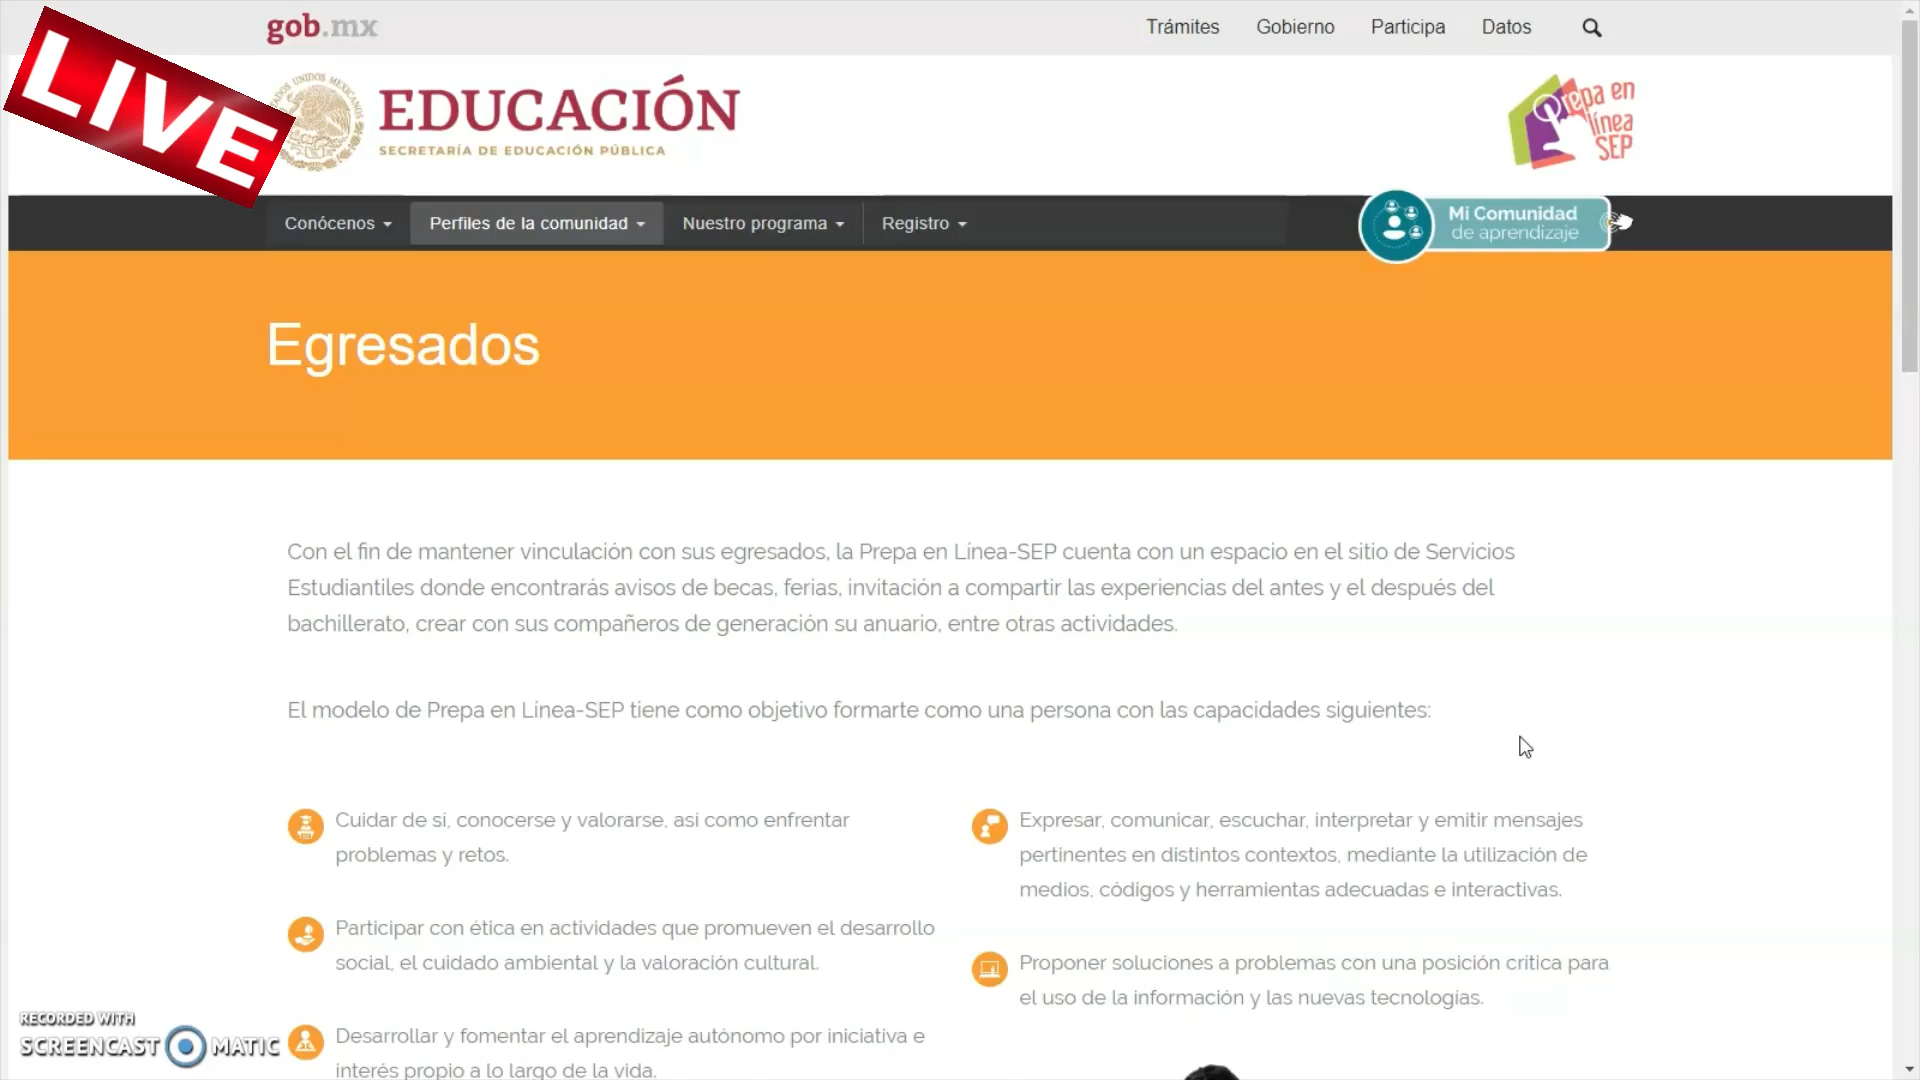 gob.mx
Trámites Gobierno Participa Datos
LIVE
EDUCACIÓN
SECRETARÍA DE EDUCACIÓN PÚBLICA
Prepa en
línea
SEP
Conócenos Perfiles de la comunidad Nuestro programa Registro
Mi Comunidad
de aprendizaje
Egresados
Con el fin de mantener vinculación con sus egresados, la Prepa en Línea-SEP cuenta con un espacio en el sitio de Servicios
Estudiantiles donde encontrarás avisos de becas, ferias, invitación a compartir las experiencias del antes y el después del
bachillerato, crear con sus compañeros de generación su anuario, entre otras actividades.
El modelo de Prepa en Línea-SEP tiene como objetivo formarte como una persona con las capacidades siguientes:
Cuidar de sí, conocerse y valorarse, así como enfrentar
problemas y retos.
Participar con ética en actividades que promueven el desarrollo
social, el cuidado ambiental y la valoración cultural.
Desarrollar y fomentar el aprendizaje autónomo por iniciativa e
interés propio a lo largo de la vida.
Expresar, comunicar, escuchar, interpretar y emitir mensajes
pertinentes en distintos contextos, mediante la utilización de
medios, códigos y herramientas adecuadas e interactivas.
Proponer soluciones a problemas con una posición crítica para
el uso de la información y las nuevas tecnologías.
RECORDED WITH
SCREENCAST MATIC